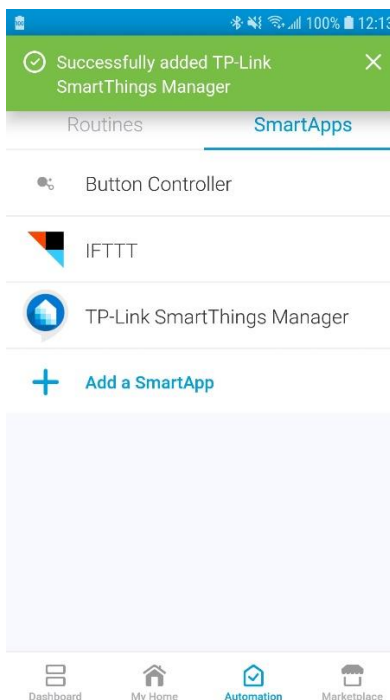 100% 12:13
Successfully added TP-Link
SmartThings Manager
Routines
SmartApps
Button Controller
IFTTT
TP-Link SmartThings Manager
Add a SmartApp
Dashboard
My Home
Automation
Marketplace